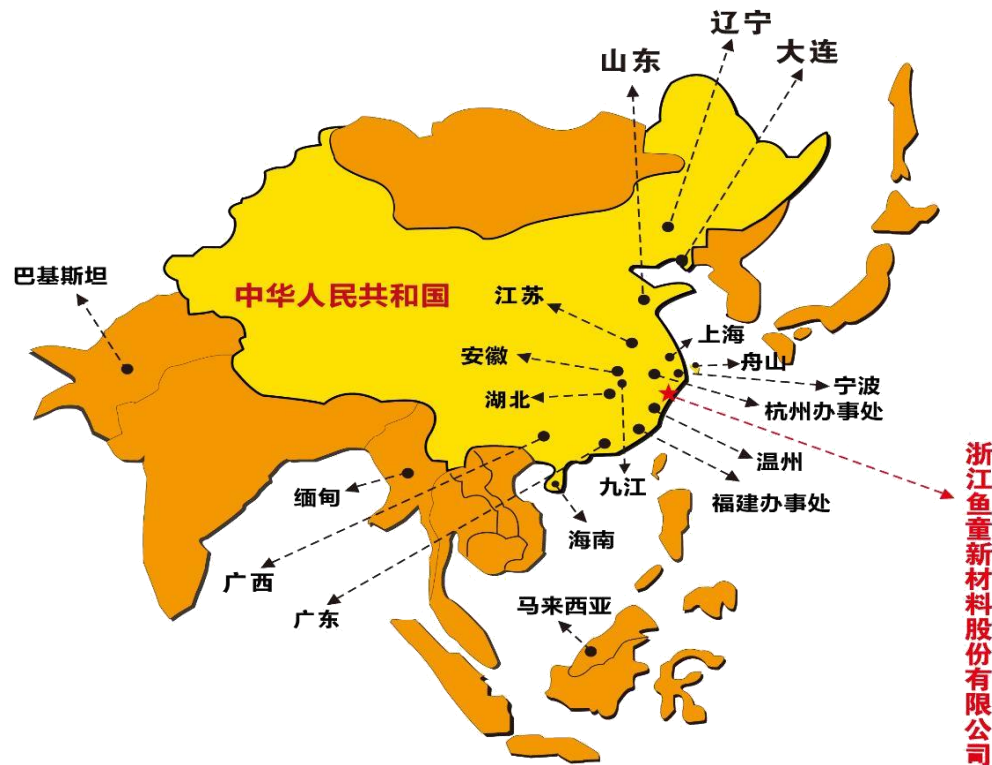 辽宁
大连
山东
巴基斯坦
中华人民共和国
江苏
上海
安徽
舟山
宁波
湖北
杭州办事处
温州
九江
缅甸
福建办事处
海南
广西
马来西亚
广东
浙江鱼童新材料股份有限公司